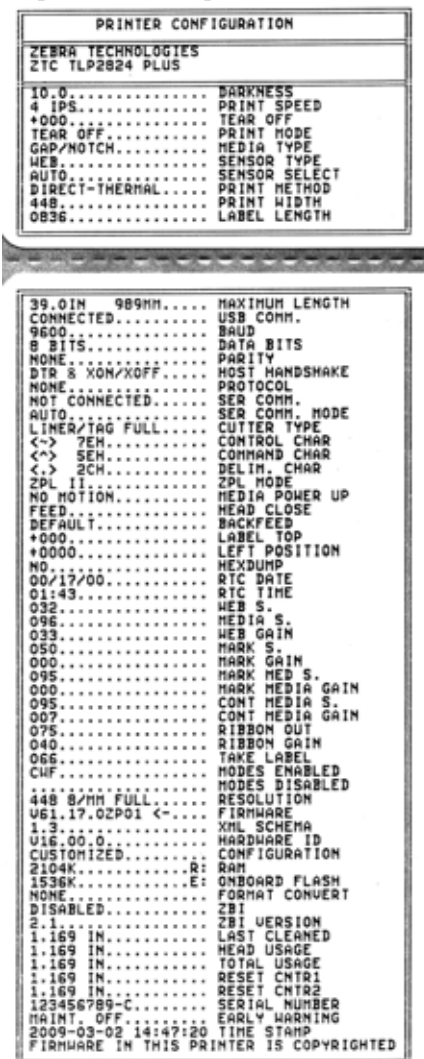 PRINTER CONFIGURATION
ZEBRA TECHNOLOGIES
ZTC TLP2824 PLUS
10.0............... DARKNESS
4 IPS.............. PRINT SPEED
+000............... TEAR OFF
TEAR OFF........... PRINT MODE
GAP/NOTCH.......... MEDIA TYPE
WEB................ SENSOR TYPE
AUTO............... SENSOR SELECT
DIRECT-THERMAL..... PRINT METHOD
448................ PRINT WIDTH
0836............... LABEL LENGTH
39.0IN 989MM..... MAXIMUM LENGTH
CONNECTED.......... USB COMM.
9600............... BAUD
8 BITS............. DATA BITS
NONE............... PARITY
DTR & XON/XOFF..... HOST HANDSHAKE
NONE............... PROTOCOL
NOT CONNECTED...... SER COMM.
AUTO............... SER COMM. MODE
LINER/TAG FULL..... CUTTER TYPE
<~> 7EH............ CONTROL CHAR
<^> 5EH............ COMMAND CHAR
<,> 2CH............ DELIM. CHAR
ZPL II............. ZPL MODE
NO MOTION.......... MEDIA POWER UP
FEED............... HEAD CLOSE
DEFAULT............ BACKFEED
+000............... LABEL TOP
+0000.............. LEFT POSITION
NO................. HEXDUMP
00/17/00........... RTC DATE
01:43.............. RTC TIME
032................ WEB S.
096................ MEDIA S.
033................ WEB GAIN
050................ MARK S.
000................ MARK GAIN
095................ MARK MED S.
000................ MARK MEDIA GAIN
095................ CONT MEDIA S.
007................ CONT MEDIA GAIN
075................ RIBBON OUT
040................ RIBBON GAIN
066................ TAKE LABEL
CWF................ MODES ENABLED
................... MODES DISABLED
448 8/MM FULL...... RESOLUTION
V61.17.0ZP01 <-.... FIRMWARE
1.3................ XML SCHEMA
V16.00.0........... HARDWARE ID
CUSTOMIZED......... CONFIGURATION
2104K............R: RAM
1536K............E: ONBOARD FLASH
NONE............... FORMAT CONVERT
DISABLED........... ZBI
2.1................ ZBI VERSION
1.169 IN........... LAST CLEANED
1.169 IN........... HEAD USAGE
1.169 IN........... TOTAL USAGE
1.169 IN........... RESET CNTR1
1.169 IN........... RESET CNTR2
123456789-C........ SERIAL NUMBER
MAINT. OFF......... EARLY WARNING
2009-03-02 14:47:20 TIME STAMP
FIRMWARE IN THIS PRINTER IS COPYRIGHTED